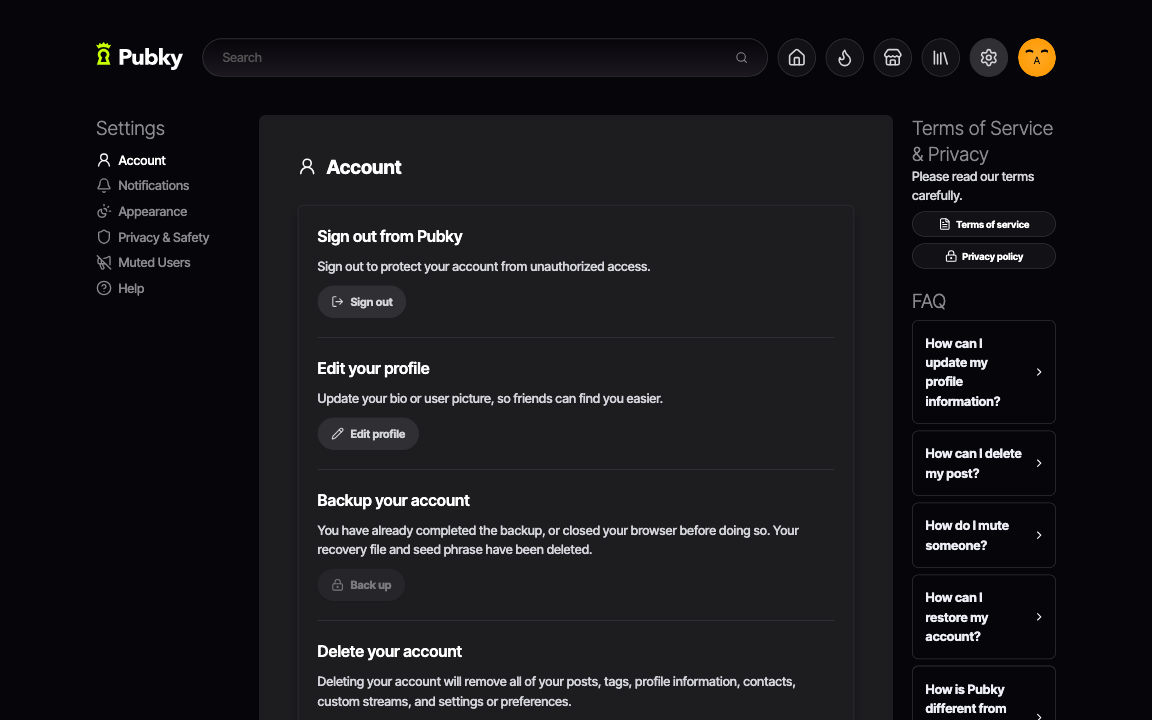 Pubky
Search
A
Settings
Account
Notifications
Appearance
Privacy & Safety
Muted Users
Help
Account
Sign out from Pubky
Sign out to protect your account from unauthorized access.
Sign out
Edit your profile
Update your bio or user picture, so friends can find you easier.
Edit profile
Backup your account
You have already completed the backup, or closed your browser before doing so. Your
recovery file and seed phrase have been deleted.
Back up
Delete your account
Deleting your account will remove all of your posts, tags, profile information, contacts,
custom streams, and settings or preferences.
Terms of Service
& Privacy
Please read our terms
carefully.
Terms of service
Privacy policy
FAQ
How can I
update my
profile
information?
How can I delete
my post?
How do I mute
someone?
How can I
restore my
account?
How is Pubky
different from